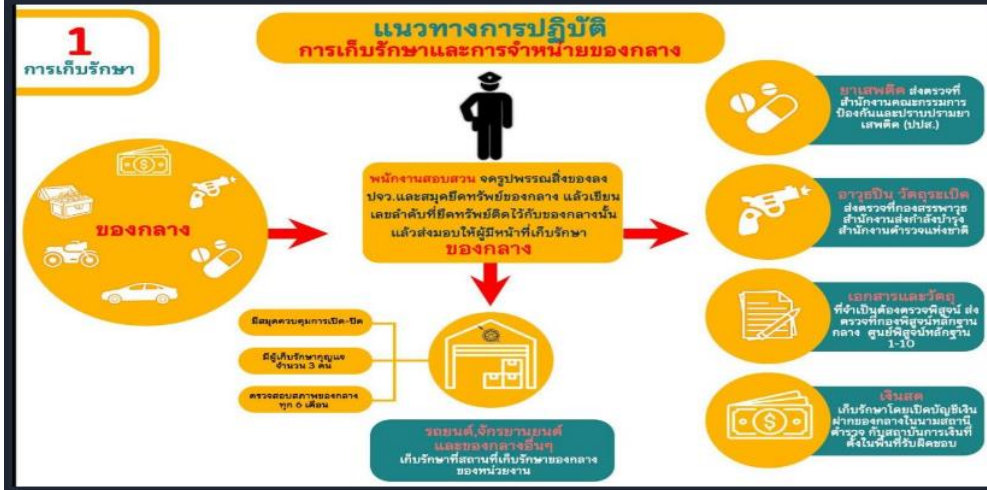 1
การเก็บรักษา
แนวทางการปฏิบัติ
การเก็บรักษาและการจำหน่ายของกลาง
ของกลาง
พนักงานสอบสวน จดรูปพรรณสิ่งของลง
ปจว.และสมุดยึดทรัพย์ของกลาง แล้วเขียน
เลขลำดับที่ยึดทรัพย์ติดไว้กับของกลางนั้น
แล้วส่งมอบให้ผู้มีหน้าที่เก็บรักษา
ของกลาง
มีสมุดควบคุมการเปิด-ปิด
มีผู้เก็บรักษากุญแจ
จำนวน 3 คน
ตรวจสอบสภาพของกลาง
ทุก 6 เดือน
รถยนต์,จักรยานยนต์
และของกลางอื่นๆ
เก็บรักษาที่สถานที่เก็บรักษาของกลาง
ของหน่วยงาน
ยาเสพติด ส่งตรวจที่
สำนักงานคณะกรรมการ
ป้องกันและปราบปรามยา
เสพติด (ปปส.)
อาวุธปืน วัตถุระเบิด
ส่งตรวจที่กองสรรพาวุธ
สำนักงานส่งกำลังบำรุง
สำนักงานตำรวจแห่งชาติ
เอกสารและวัตถุ
ที่จำเป็นต้องตรวจพิสูจน์ ส่ง
ตรวจที่กองพิสูจน์หลักฐาน
กลาง ศูนย์พิสูจน์หลักฐาน
1-10
เงินสด
เก็บรักษาโดยเปิดบัญชีเงิน
ฝากของกลางในนามสถานี
ตำรวจ กับสถาบันการเงินที่
ตั้งในพื้นที่รับผิดชอบ